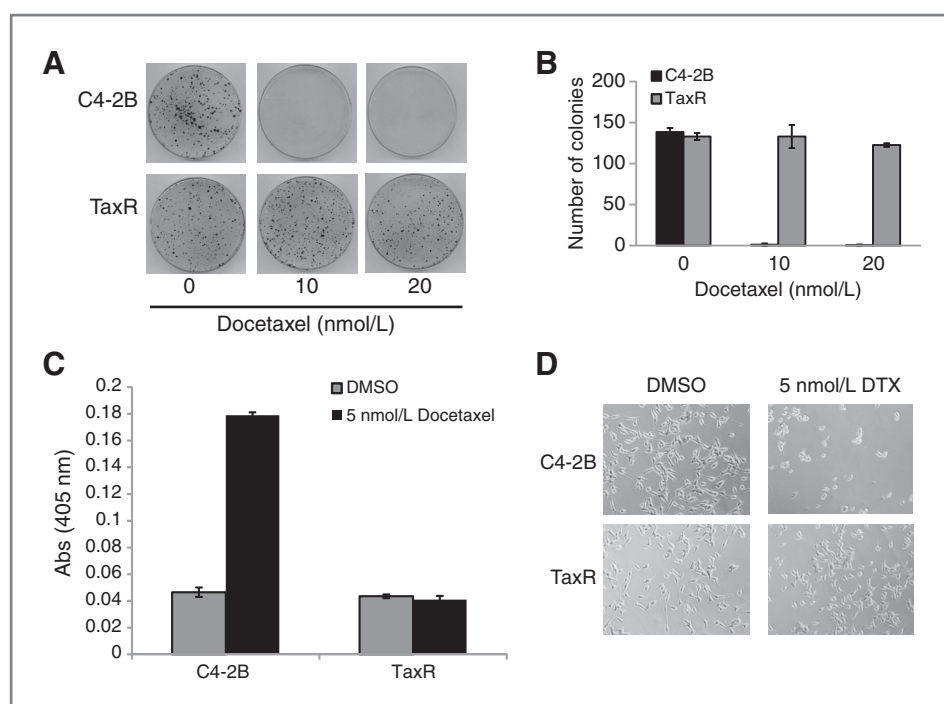 A
C4-2B
TaxR
0 10 20
Docetaxel (nmol/L)
B
Number of colonies
200
150
100
50
0
C4-2B
TaxR
0 10 20
Docetaxel (nmol/L)
C
Abs (405 nm)
0.2
0.18
0.16
0.14
0.12
0.1
0.08
0.06
0.04
0.02
0
DMSO
5 nmol/L Docetaxel
C4-2B TaxR
D
DMSO 5 nmol/L DTX
C4-2B
TaxR